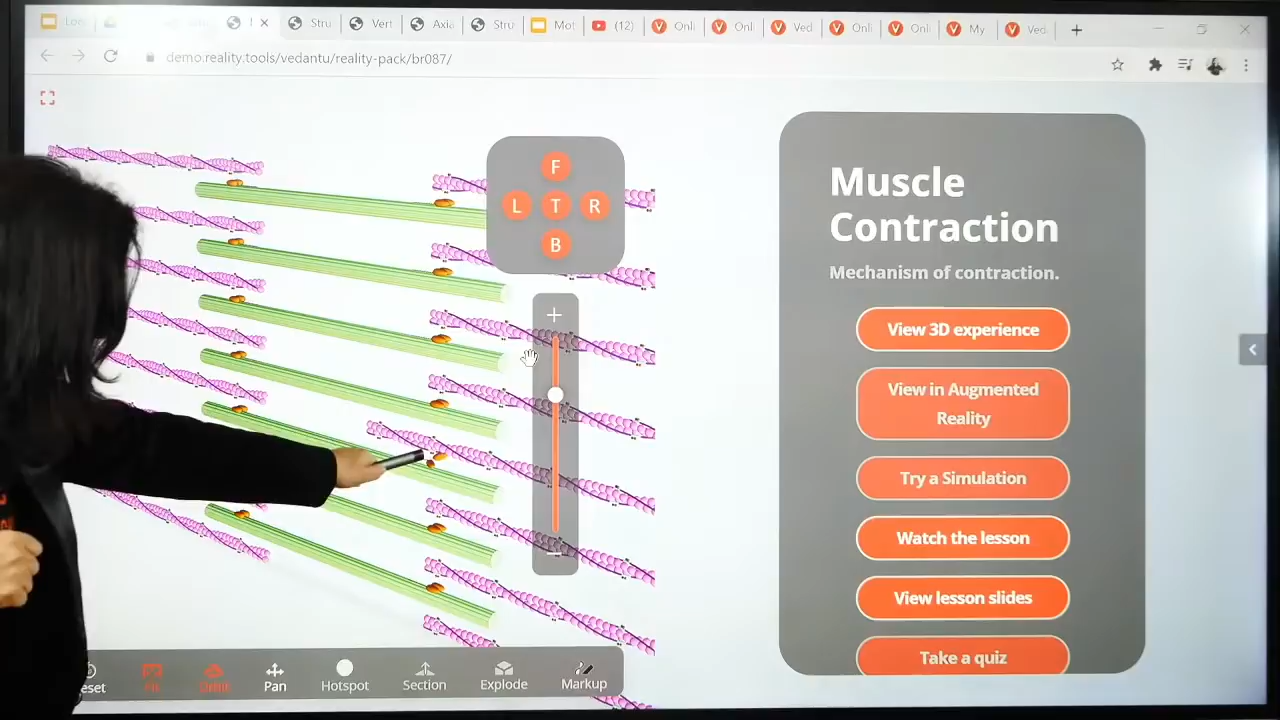 Stru
Vert
Axia
Stru
Mot
(12)
Onli
Onli
Ved
Onli
Onli
My
Ved
demo.reality.tools/vedantu/reality-pack/br087/
F
L T R
B
Muscle
Contraction
Mechanism of contraction.
View 3D experience
View in Augmented
Reality
Try a Simulation
Watch the lesson
View lesson slides
Take a quiz
Pan
Hotspot
Section
Explode
Markup